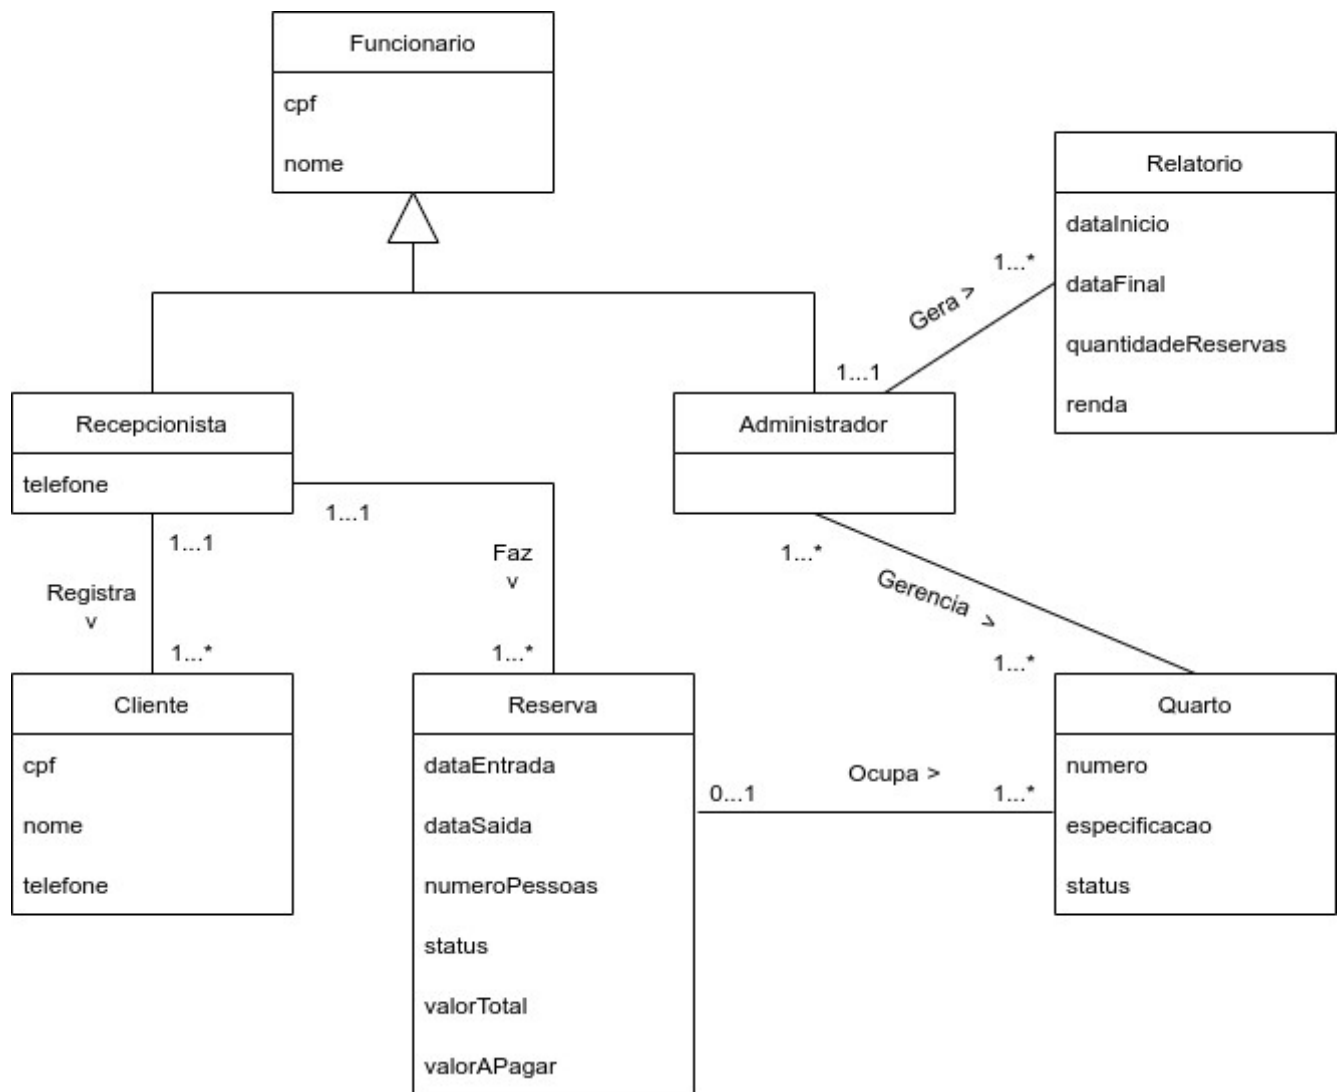 Funcionario
cpf
nome
Relatorio
dataInicio
dataFinal
quantidadeReservas
renda
1...*
Gera >
1...1
Recepcionista
telefone
Administrador
1...1
1...1
Registra
v
1...*
Faz
v
1...*
1...*
Gerencia >
1...*
Cliente
cpf
nome
telefone
Reserva
dataEntrada
dataSaida
numeroPessoas
status
valorTotal
valorAPagar
0...1
Ocupa >
1...*
Quarto
numero
especificacao
status